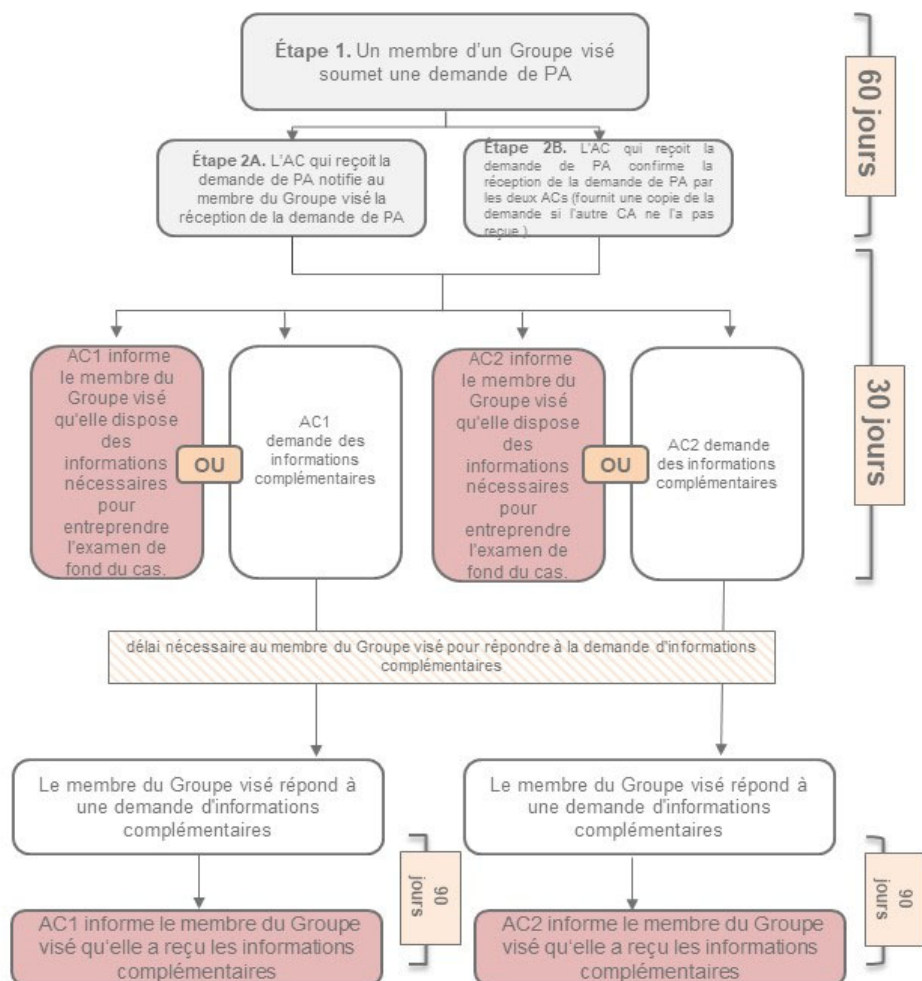 Étape 1. Un membre d'un Groupe visé
soumet une demande de PA
60 jours
Étape 2A. L'AC qui reçoit la
demande de PA notifie au
membre du Groupe visé la
réception de la demande de PA
Étape 2B. L'AC qui reçoit la
demande de PA confirme la
réception de la demande de PA par
les deux ACs (fournit une copie de la
demande si l'autre CA ne l'a pas
reçue )
AC1 informe
le membre du
Groupe visé
qu'elle dispose
des
informations
nécessaires
pour
entreprendre
l'examen de
fond du cas.
OU
AC1
demande des
informations
complémentaires
AC2 informe
le membre du
Groupe visé
qu'elle dispose
des
informations
nécessaires
pour
entreprendre
l'examen de
fond du cas.
OU
AC2 demande
des informations
complémentaires
30 jours
délai nécessaire au membre du Groupe visé pour répondre à la demande d'informations
complémentaires
Le membre du Groupe visé répond à
une demande d'informations
complémentaires
Le membre du Groupe visé répond à
une demande d'informations
complémentaires
90
jours
90
jours
AC1 informe le membre du Groupe
visé qu'elle a reçu les informations
complémentaires
AC2 informe le membre du Groupe
visé qu'elle a reçu les informations
complémentaires